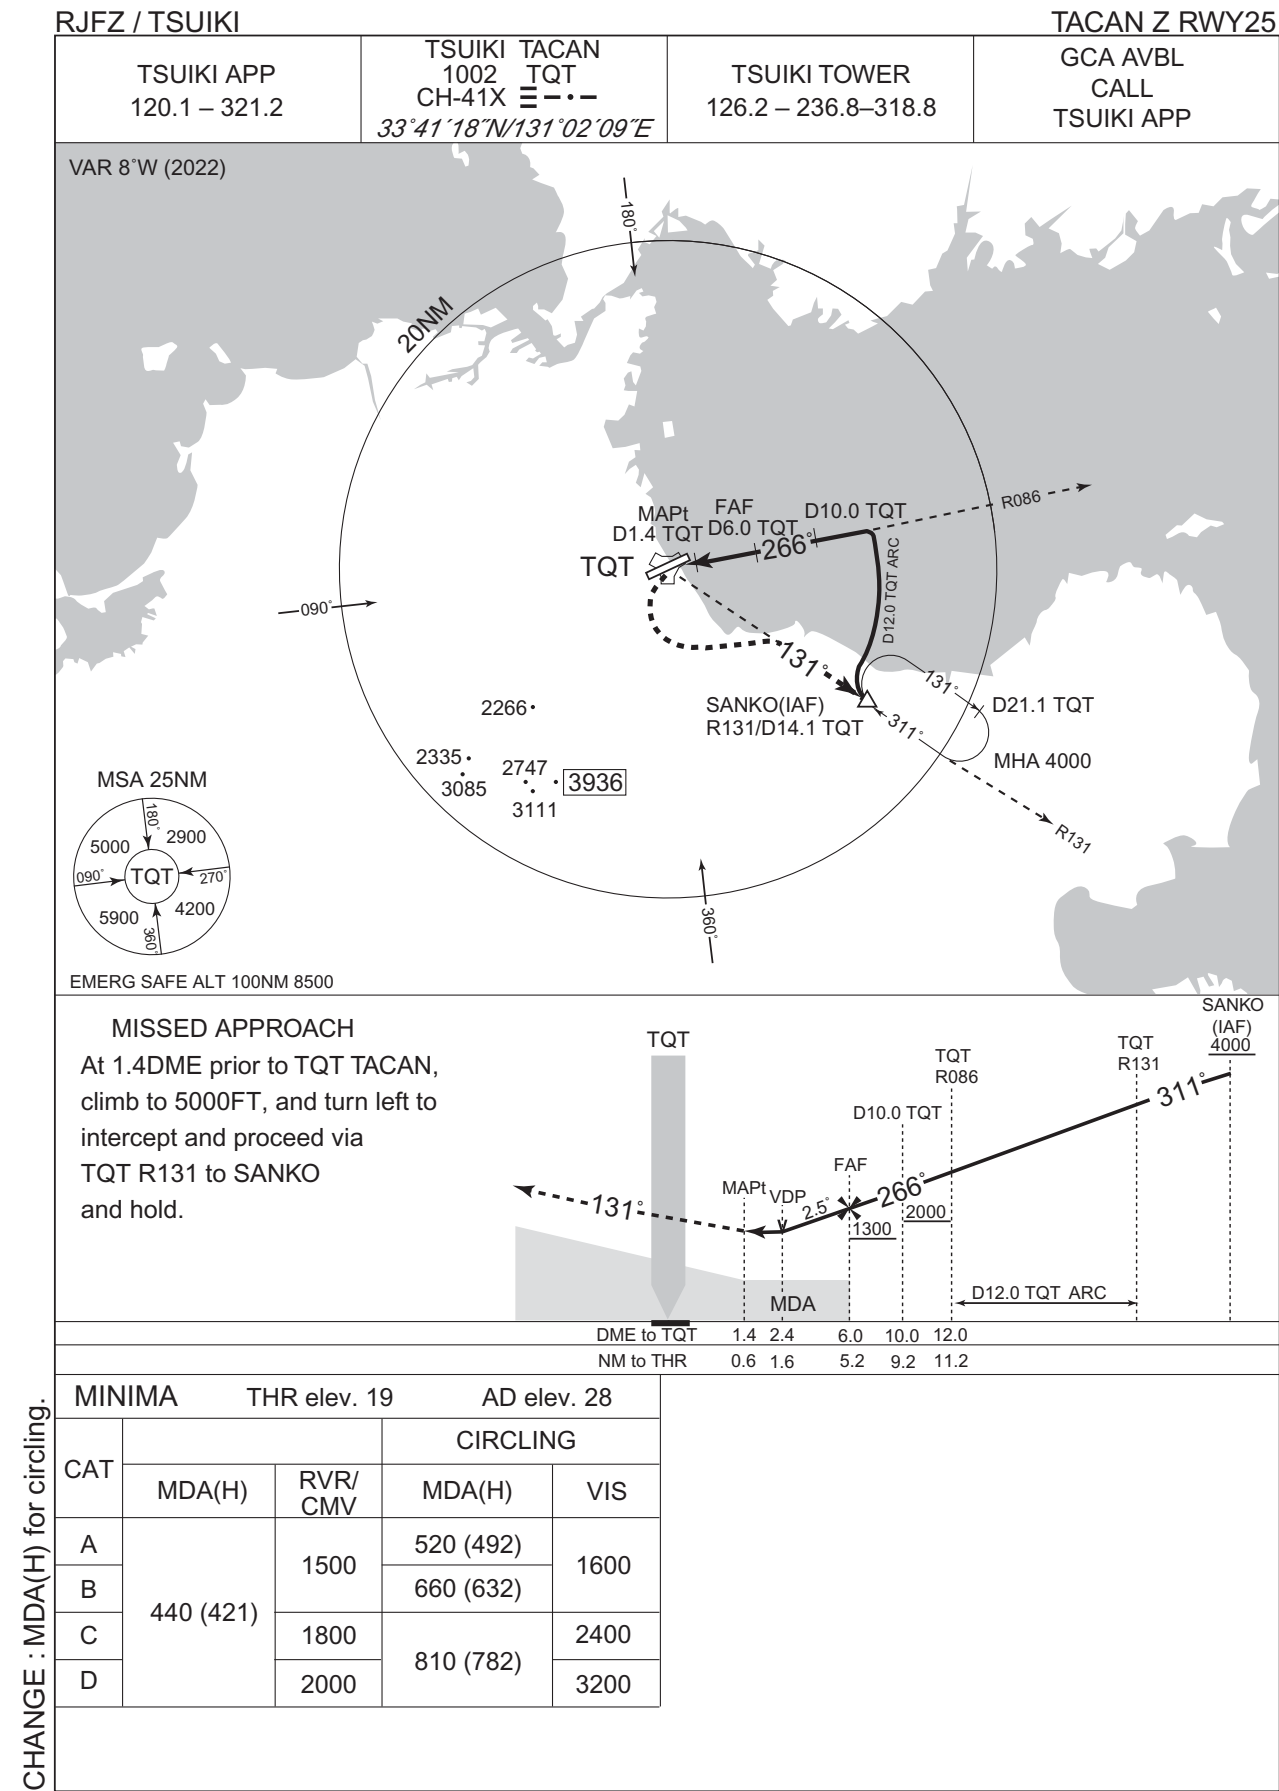 RJFZ / TSUIKI
TACAN Z RWY25
TSUIKI APP
120.1 – 321.2
TSUIKI TACAN
1002 TQT
CH-41X
33°41´18˝N/131°02´09˝E
TSUIKI TOWER
126.2 – 236.8–318.8
GCA AVBL
CALL
TSUIKI APP
VAR 8˚W (2022)
180˚
20NM
R086
MAPt
D1.4 TQT
FAF
D6.0 TQT
D10.0 TQT
266˚
TQT
D12.0 TQT ARC
090˚
131˚
131˚
SANKO(IAF)
R131/D14.1 TQT
D21.1 TQT
311˚
MHA 4000
R131
2266
2335
3085
2747
3936
3111
360˚
MSA 25NM
180˚
5000
2900
090˚
TQT
270˚
5900
4200
360˚
EMERG SAFE ALT 100NM 8500
MISSED APPROACH
At 1.4DME prior to TQT TACAN,
climb to 5000FT, and turn left to
intercept and proceed via
TQT R131 to SANKO
and hold.
TQT
SANKO
(IAF)
4000
TQT
R131
TQT
R086
311˚
D10.0 TQT
FAF
266˚
MAPt
VDP
2.5˚
131˚
2000
1300
D12.0 TQT ARC
MDA
DME to TQT 1.4 2.4 6.0 10.0 12.0
NM to THR 0.6 1.6 5.2 9.2 11.2
MINIMA THR elev. 19 AD elev. 28
CAT
CIRCLING
MDA(H)
RVR/
CMV
MDA(H)
VIS
A
B
C
D
440 (421)
1500
1800
2000
520 (492)
660 (632)
810 (782)
1600
2400
3200
CHANGE : MDA(H) for circling.